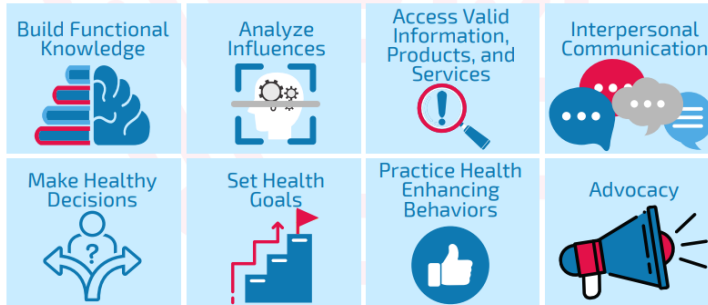 Build Functional
Knowledge
Analyze
Influences
Access Valid
Information,
Products, and
Services
Interpersonal
Communication
Make Healthy
Decisions
?
Set Health
Goals
Practice Health
Enhancing
Behaviors
Advocacy